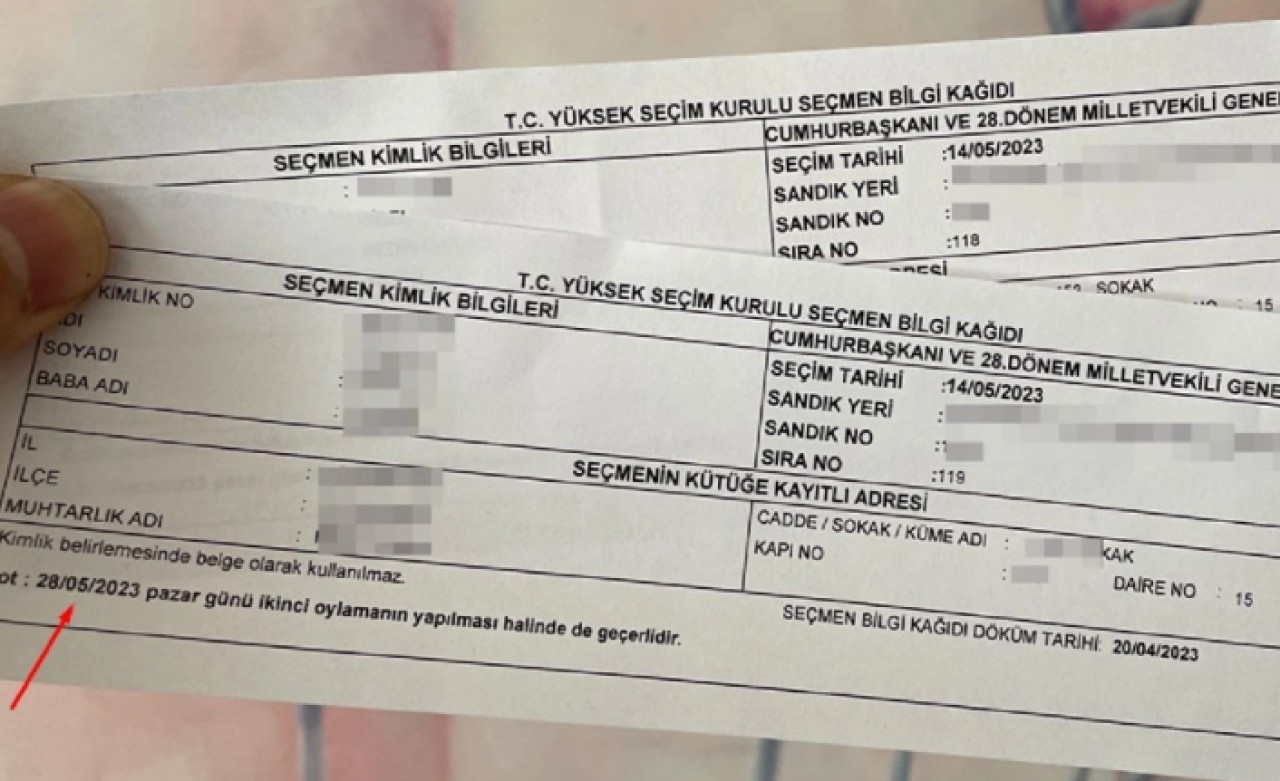 T.C. YÜKSEK SEÇİM KURULU SEÇMEN BİLGİ KAĞIDI
SEÇMEN KİMLİK BİLGİLERİ
CUMHURBAŞKANI VE 28.DÖNEM MİLLETVEKİLİ GENE
SEÇİM TARİHİ :14/05/2023
SANDIK YERİ :
SANDIK NO :
SIRA NO :118
SOKAK
: 15
T.C. YÜKSEK SEÇİM KURULU SEÇMEN BİLGİ KAĞIDI
SEÇMEN KİMLİK BİLGİLERİ
KİMLİK NO
ADI
SOYADI :
BABA ADI :
CUMHURBAŞKANI VE 28.DÖNEM MİLLETVEKİLİ GENE
SEÇİM TARİHİ :14/05/2023
SANDIK YERİ :
SANDIK NO :1
SIRA NO :119
SEÇMENİN KÜTÜĞE KAYITLI ADRESİ
İL :
İLÇE :
MUHTARLIK ADI :
CADDE / SOKAK / KÜME ADI : KAK
KAPI NO :
DAİRE NO : 15
Kimlik belirlemesinde belge olarak kullanılmaz.
ot : 28/05/2023 pazar günü ikinci oylamanın yapılması halinde de geçerlidir.
SEÇMEN BİLGİ KAĞIDI DÖKÜM TARİHİ: 20/04/2023